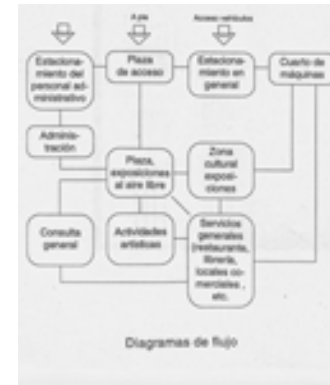 A pie
Acceso vehículos
Estaciona-
miento del
personal ad-
ministrativo
Plaza
de acceso
Estaciona-
miento en
general
Cuarto de
máquinas
Adminis-
tración
Plaza,
exposiciones
al aire libre
Zona
cultural
exposi-
ciones
Consulta
general
Actividades
artísticas
Servicios
generales
(restaurante,
librería,
locales co-
merciales ,
etc.
Diagramas de flujo